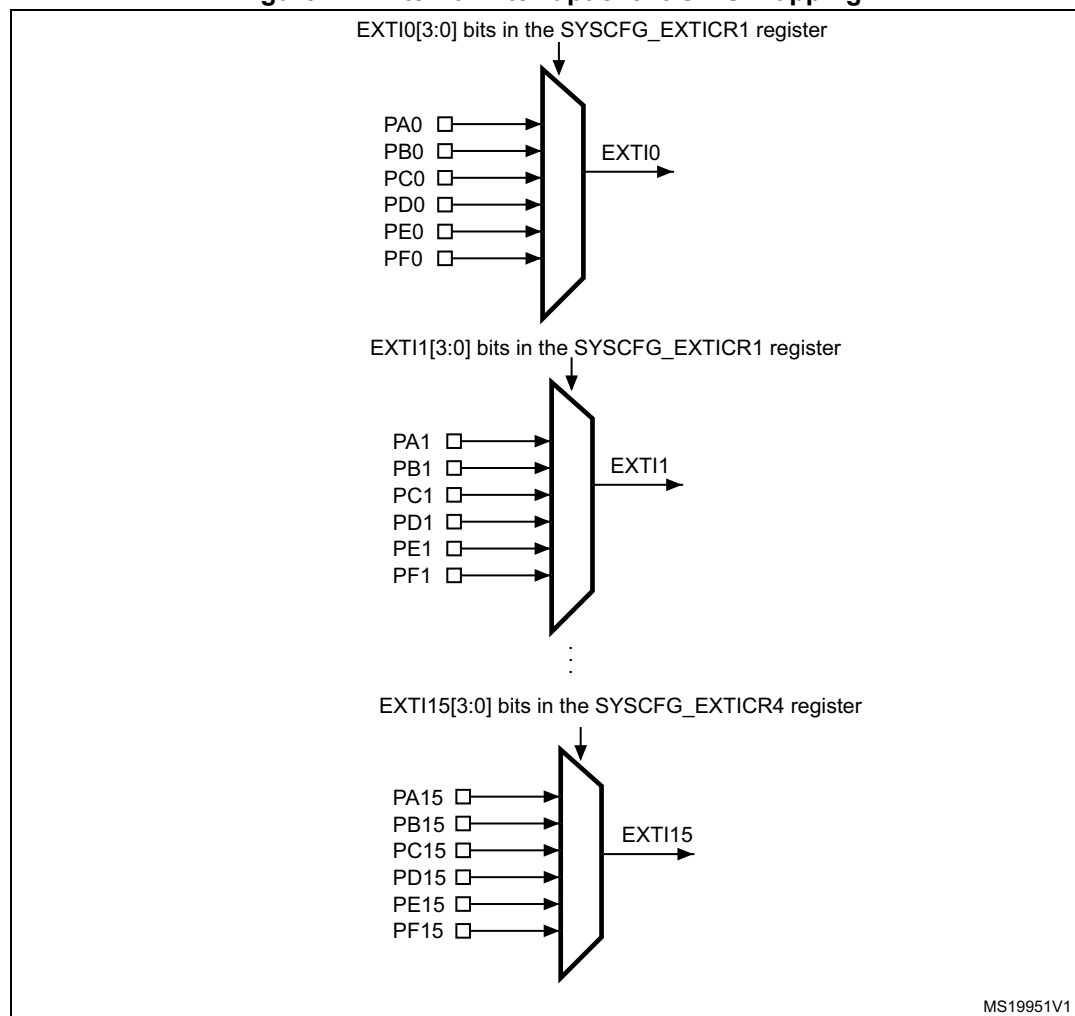 EXTI0[3:0] bits in the SYSCFG_EXTICR1 register
PA0
PB0
PC0
PD0
PE0
PF0
EXTI0
EXTI1[3:0] bits in the SYSCFG_EXTICR1 register
PA1
PB1
PC1
PD1
PE1
PF1
EXTI1
EXTI15[3:0] bits in the SYSCFG_EXTICR4 register
PA15
PB15
PC15
PD15
PE15
PF15
EXTI15
MS19951V1